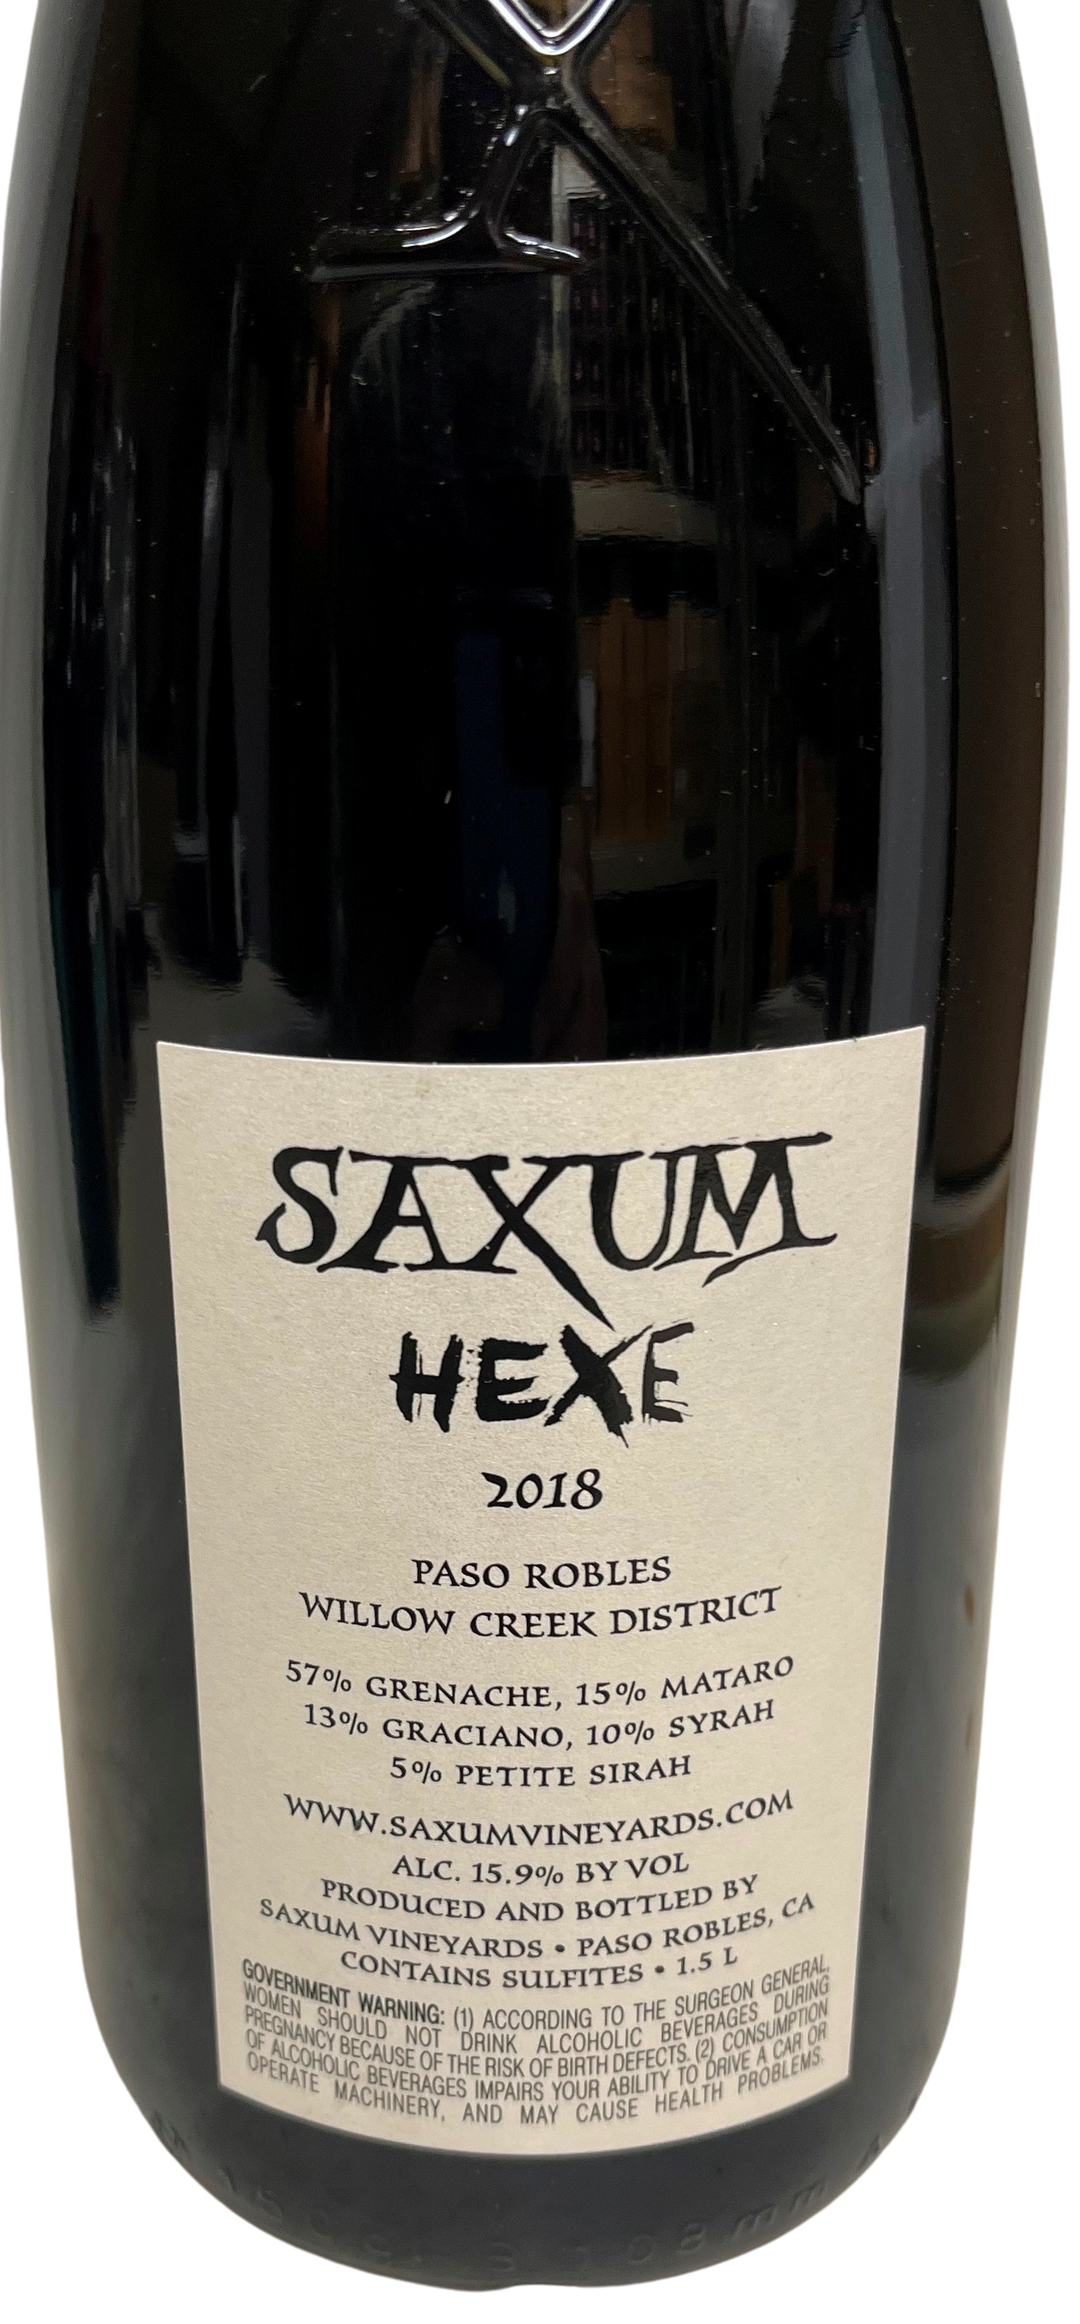 SAXUM
HEXE
2018
PASO ROBLES
WILLOW CREEK DISTRICT
57% GRENACHE, 15% MATARO
13% GRACIANO, 10% SYRAH
5% PETITE SIRAH
WWW.SAXUMVINEYARDS.COM
ALC. 15.9% BY VOL
PRODUCED AND BOTTLED BY
SAXUM VINEYARDS • PASO ROBLES, CA
CONTAINS SULFITES • 1.5 L
GOVERNMENT WARNING: (1) ACCORDING TO THE SURGEON GENERAL,
WOMEN SHOULD NOT DRINK ALCOHOLIC BEVERAGES DURING
PREGNANCY BECAUSE OF THE RISK OF BIRTH DEFECTS. (2) CONSUMPTION
OF ALCOHOLIC BEVERAGES IMPAIRS YOUR ABILITY TO DRIVE A CAR OR
OPERATE MACHINERY, AND MAY CAUSE HEALTH PROBLEMS.